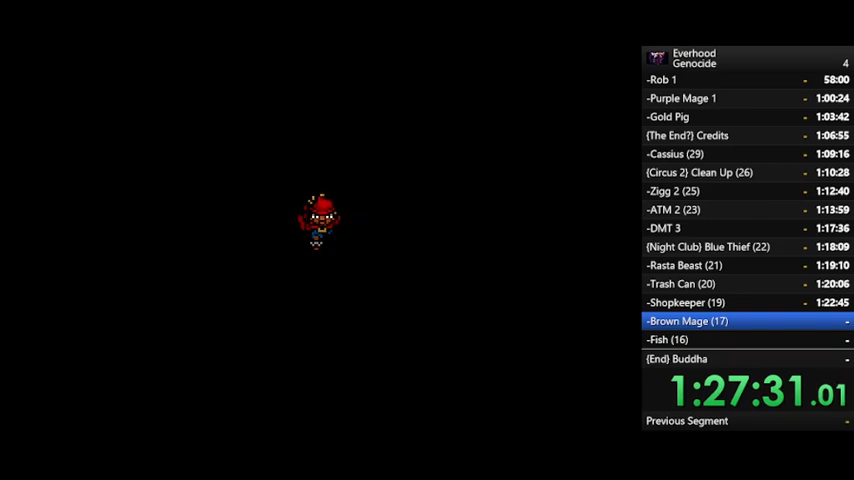 Everhood
Genocide 4
-Rob 1 - 58:00
-Purple Mage 1 - 1:00:24
-Gold Pig - 1:03:42
{The End?} Credits - 1:06:55
-Cassius (29) - 1:09:16
{Circus 2} Clean Up (26) - 1:10:28
-Zigg 2 (25) - 1:12:40
-ATM 2 (23) - 1:13:59
-DMT 3 - 1:17:36
{Night Club} Blue Thief (22) - 1:18:09
-Rasta Beast (21) - 1:19:10
-Trash Can (20) - 1:20:06
-Shopkeeper (19) - 1:22:45
-Brown Mage (17) -
-Fish (16) -
{End} Buddha -
1:27:31.01
Previous Segment -